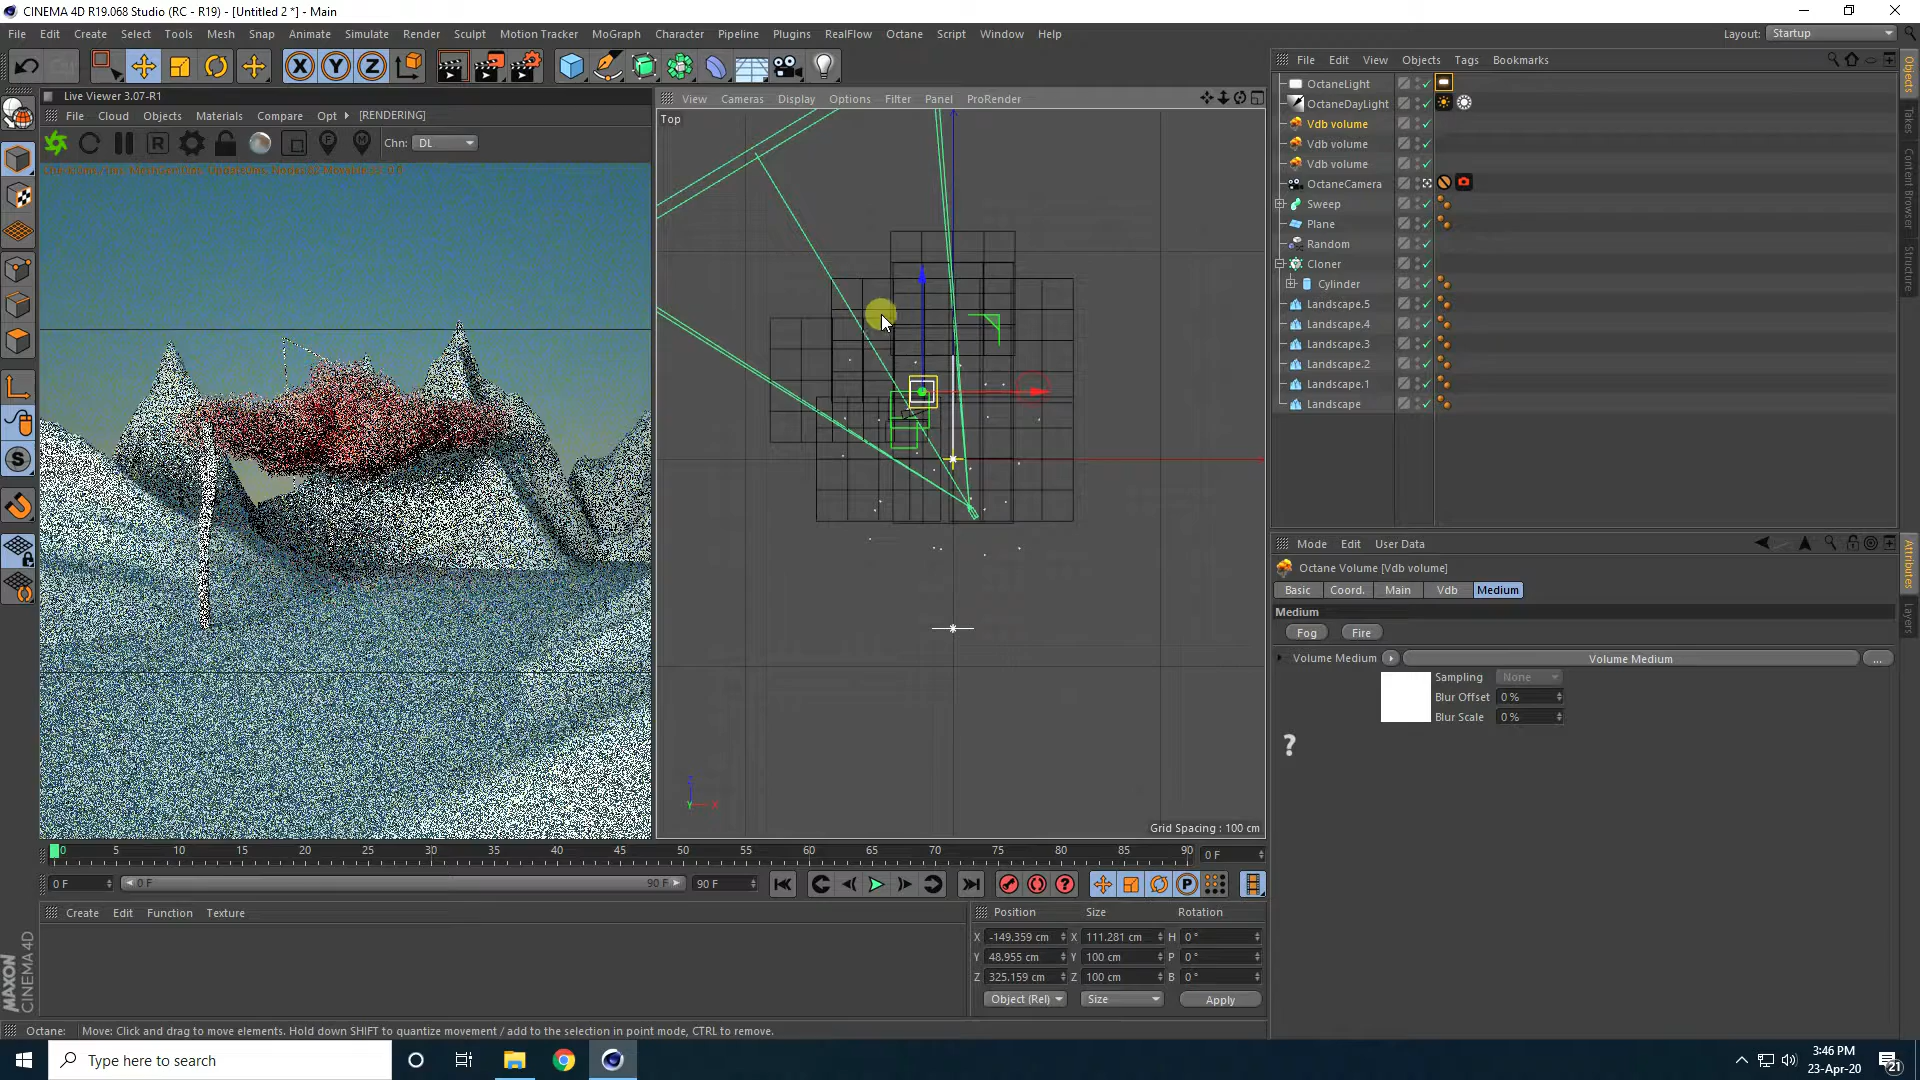 CINEMA 4D R19.068 Studio (RC - R19) - [Untitled 2 *] - Main
File Edit Create Select Tools Mesh Snap Animate Simulate Render Sculpt Motion Tracker MoGraph Character Pipeline Plugins RealFlow Octane Script Window Help
Layout: Startup
Live Viewer 3.07-R1
File Cloud Objects Materials Compare Opt [RENDERING]
Chn: DL
View Cameras Display Options Filter Panel ProRender
Top
Grid Spacing : 100 cm
Z
Y X
File Edit View Objects Tags Bookmarks
OctaneLight
OctaneDayLight
Vdb volume
Vdb volume
Vdb volume
OctaneCamera
Sweep
Plane
Random
Cloner
Cylinder
Landscape.5
Landscape.4
Landscape.3
Landscape.2
Landscape.1
Landscape
Objects
Takes
Content Browser
Structure
Mode Edit User Data
Octane Volume [Vdb volume]
Basic Coord. Main Vdb Medium
Medium
Fog Fire
Volume Medium Volume Medium ...
Sampling None
Blur Offset 0 %
Blur Scale 0 %
?
Attributes
Layers
0 5 10 15 20 25 30 35 40 45 50 55 60 65 70 75 80 85 90 0 F
0 F 0 F 90 F 90 F
Create Edit Function Texture
Position Size Rotation
X -149.359 cm X 111.281 cm H 0 °
Y 48.955 cm Y 100 cm P 0 °
Z 325.159 cm Z 100 cm B 0 °
Object (Rel) Size Apply
MAXON
CINEMA 4D
Octane: Move: Click and drag to move elements. Hold down SHIFT to quantize movement / add to the selection in point mode, CTRL to remove.
Type here to search
3:46 PM
23-Apr-20
21